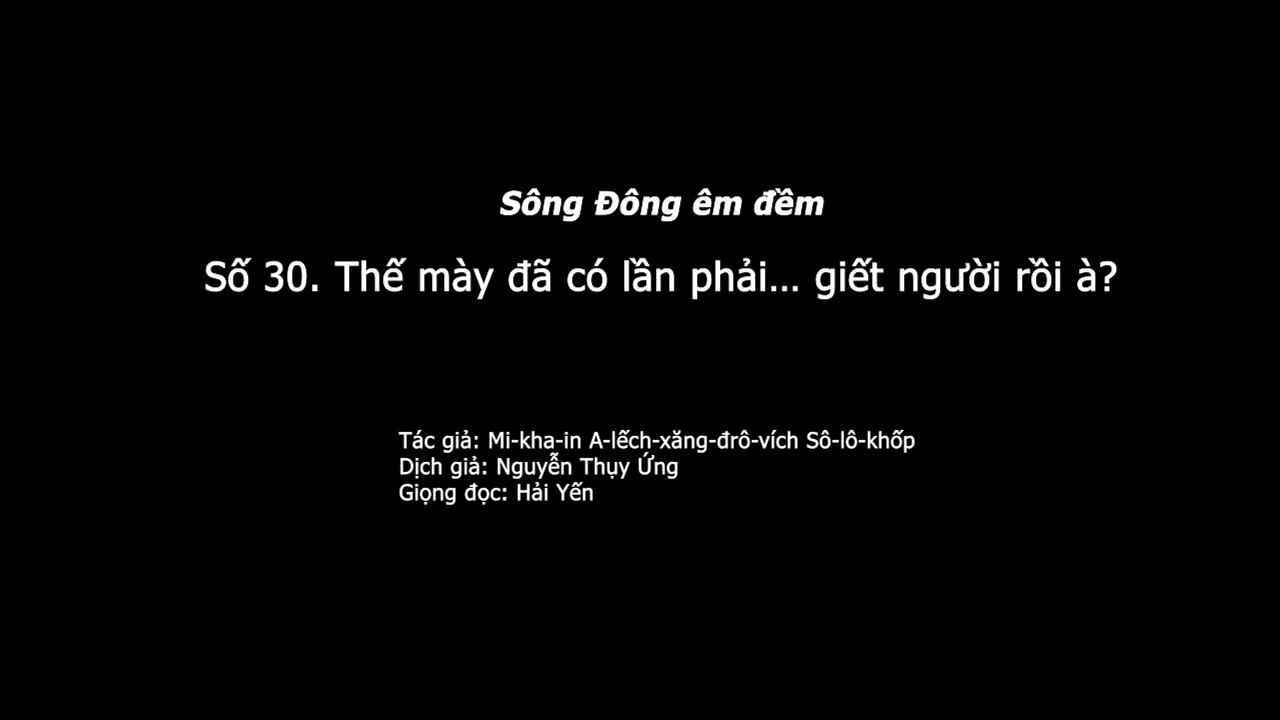 Sông Đông êm đềm
Số 30. Thế mày đã có lần phải... giết người rồi à?
Tác giả: Mi-kha-in A-lếch-xăng-đrô-vích Sô-lô-khốp
Dịch giả: Nguyễn Thụy Ứng
Giọng đọc: Hải Yến